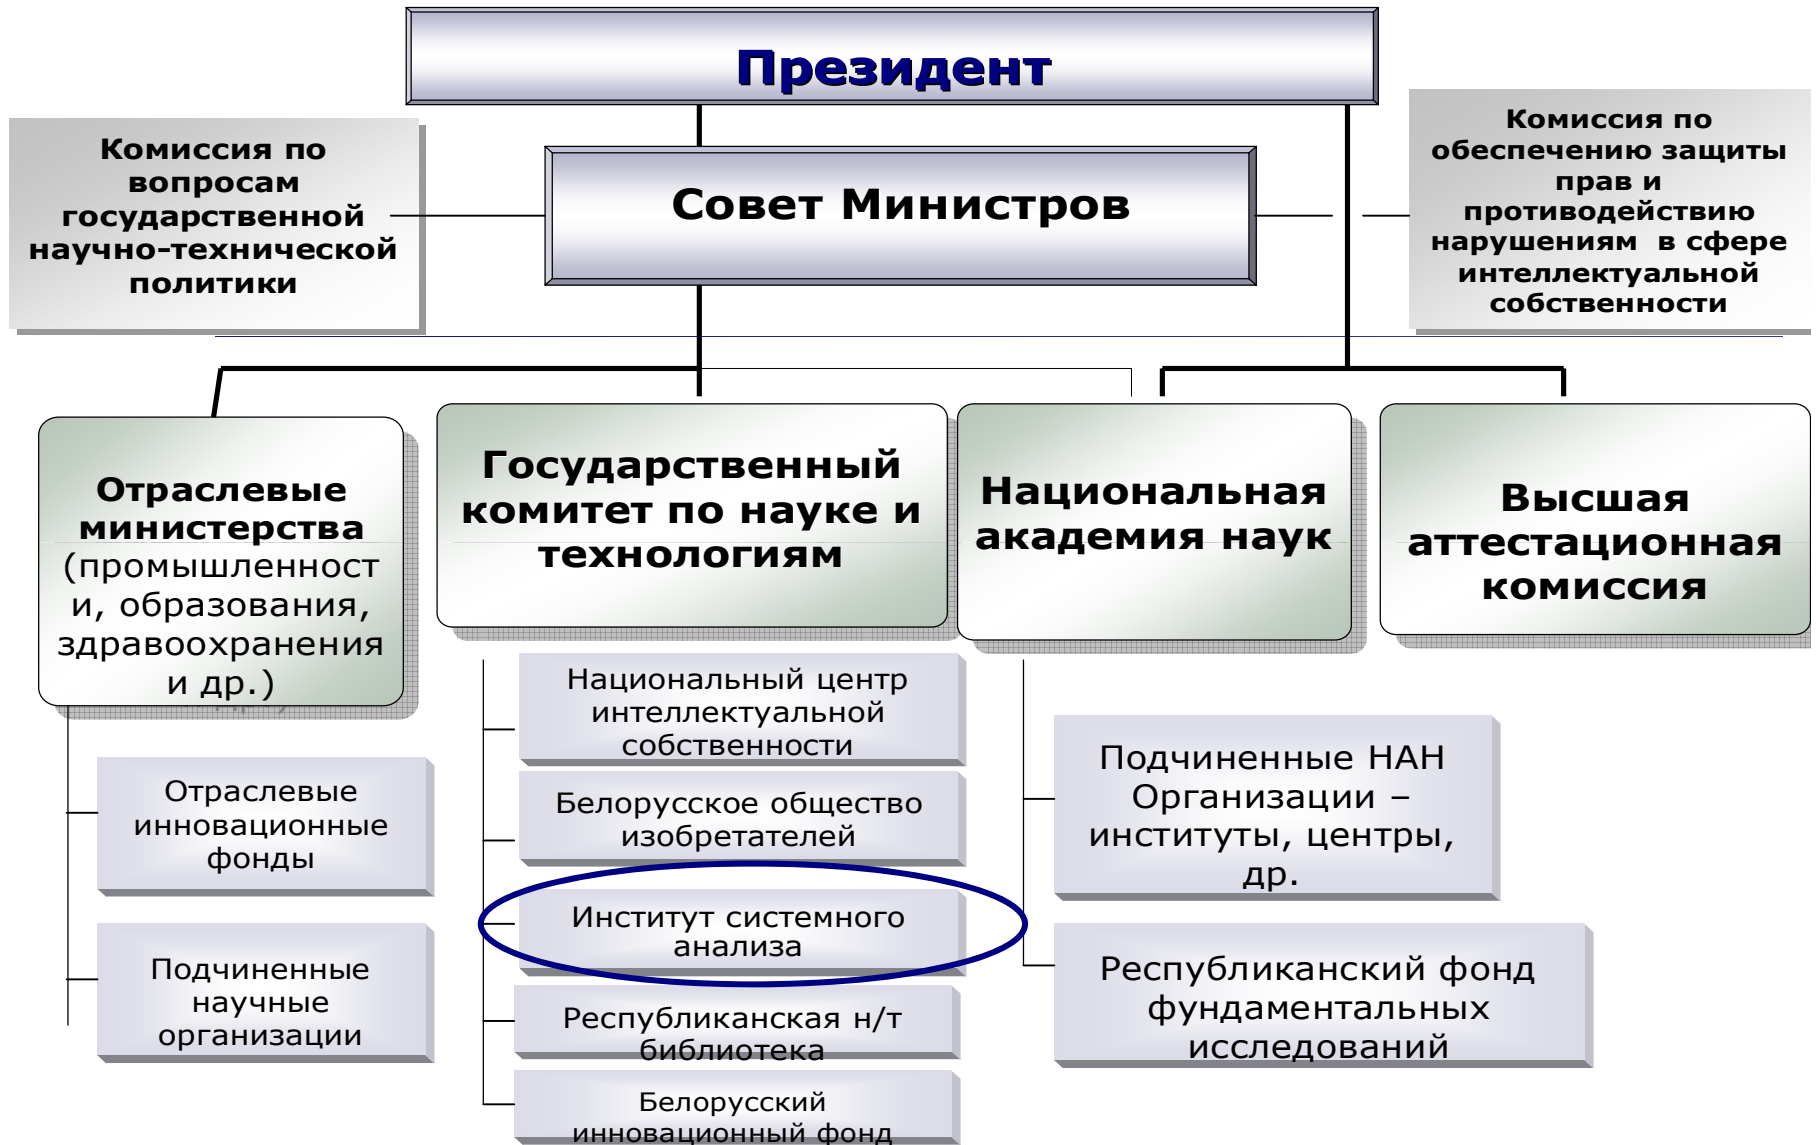 Президент
Комиссия по
вопросам
государственной
научно-технической
политики
Совет Министров
Комиссия по
обеспечению защиты
прав и
противодействию
нарушениям в сфере
интеллектуальной
собственности
Отраслевые
министерства
(промышленност
и, образования,
здравоохранения
и др.)
Государственный
комитет по науке и
технологиям
Национальная
академия наук
Высшая
аттестационная
комиссия
Отраслевые
инновационные
фонды
Подчиненные
научные
организации
Национальный центр
интеллектуальной
собственности
Белорусское общество
изобретателей
Институт системного
анализа
Республиканская н/т
библиотека
Белорусский
инновационный фонд
Подчиненные НАН
Организации –
институты, центры,
др.
Республиканский фонд
фундаментальных
исследований